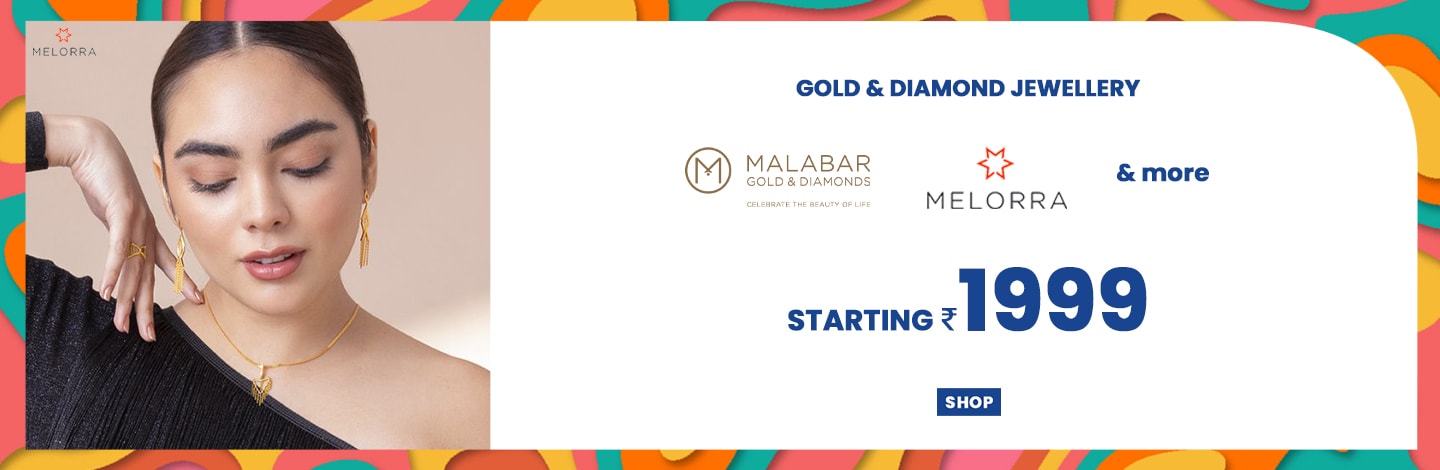 MELORRA
GOLD & DIAMOND JEWELLERY
MALABAR
GOLD & DIAMONDS
CELEBRATE THE BEAUTY OF LIFE
MELORRA
& more
STARTING ₹1999
SHOP